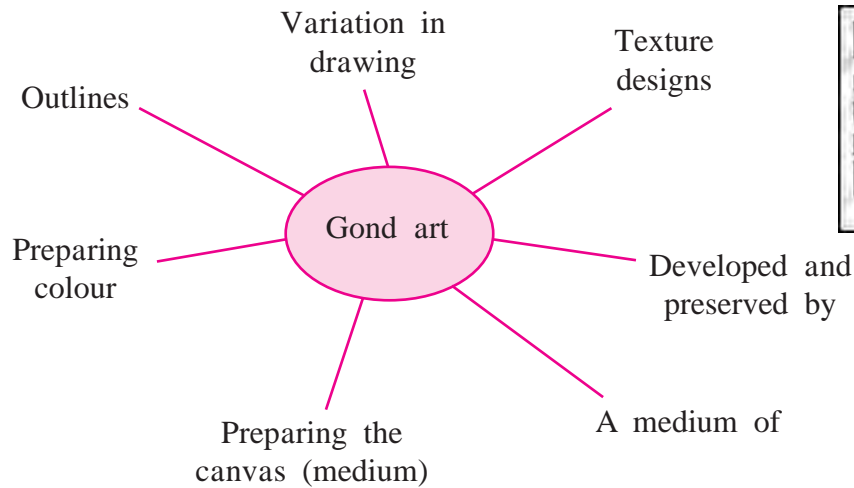 Variation in
drawing
Texture
designs
Outlines
Gond art
Preparing
colour
Developed and
preserved by
A medium of
Preparing the
canvas (medium)